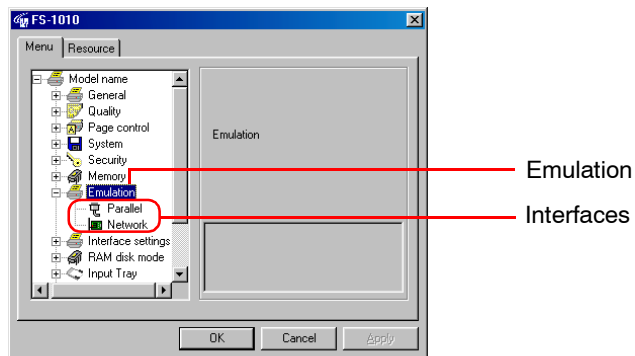 FS-1010
Menu
Resource
Model name
General
Quality
Page control
System
Security
Memory
Emulation
Parallel
Network
Interface settings
RAM disk mode
Input Tray
Emulation
OK
Cancel
Apply
Emulation
Interfaces